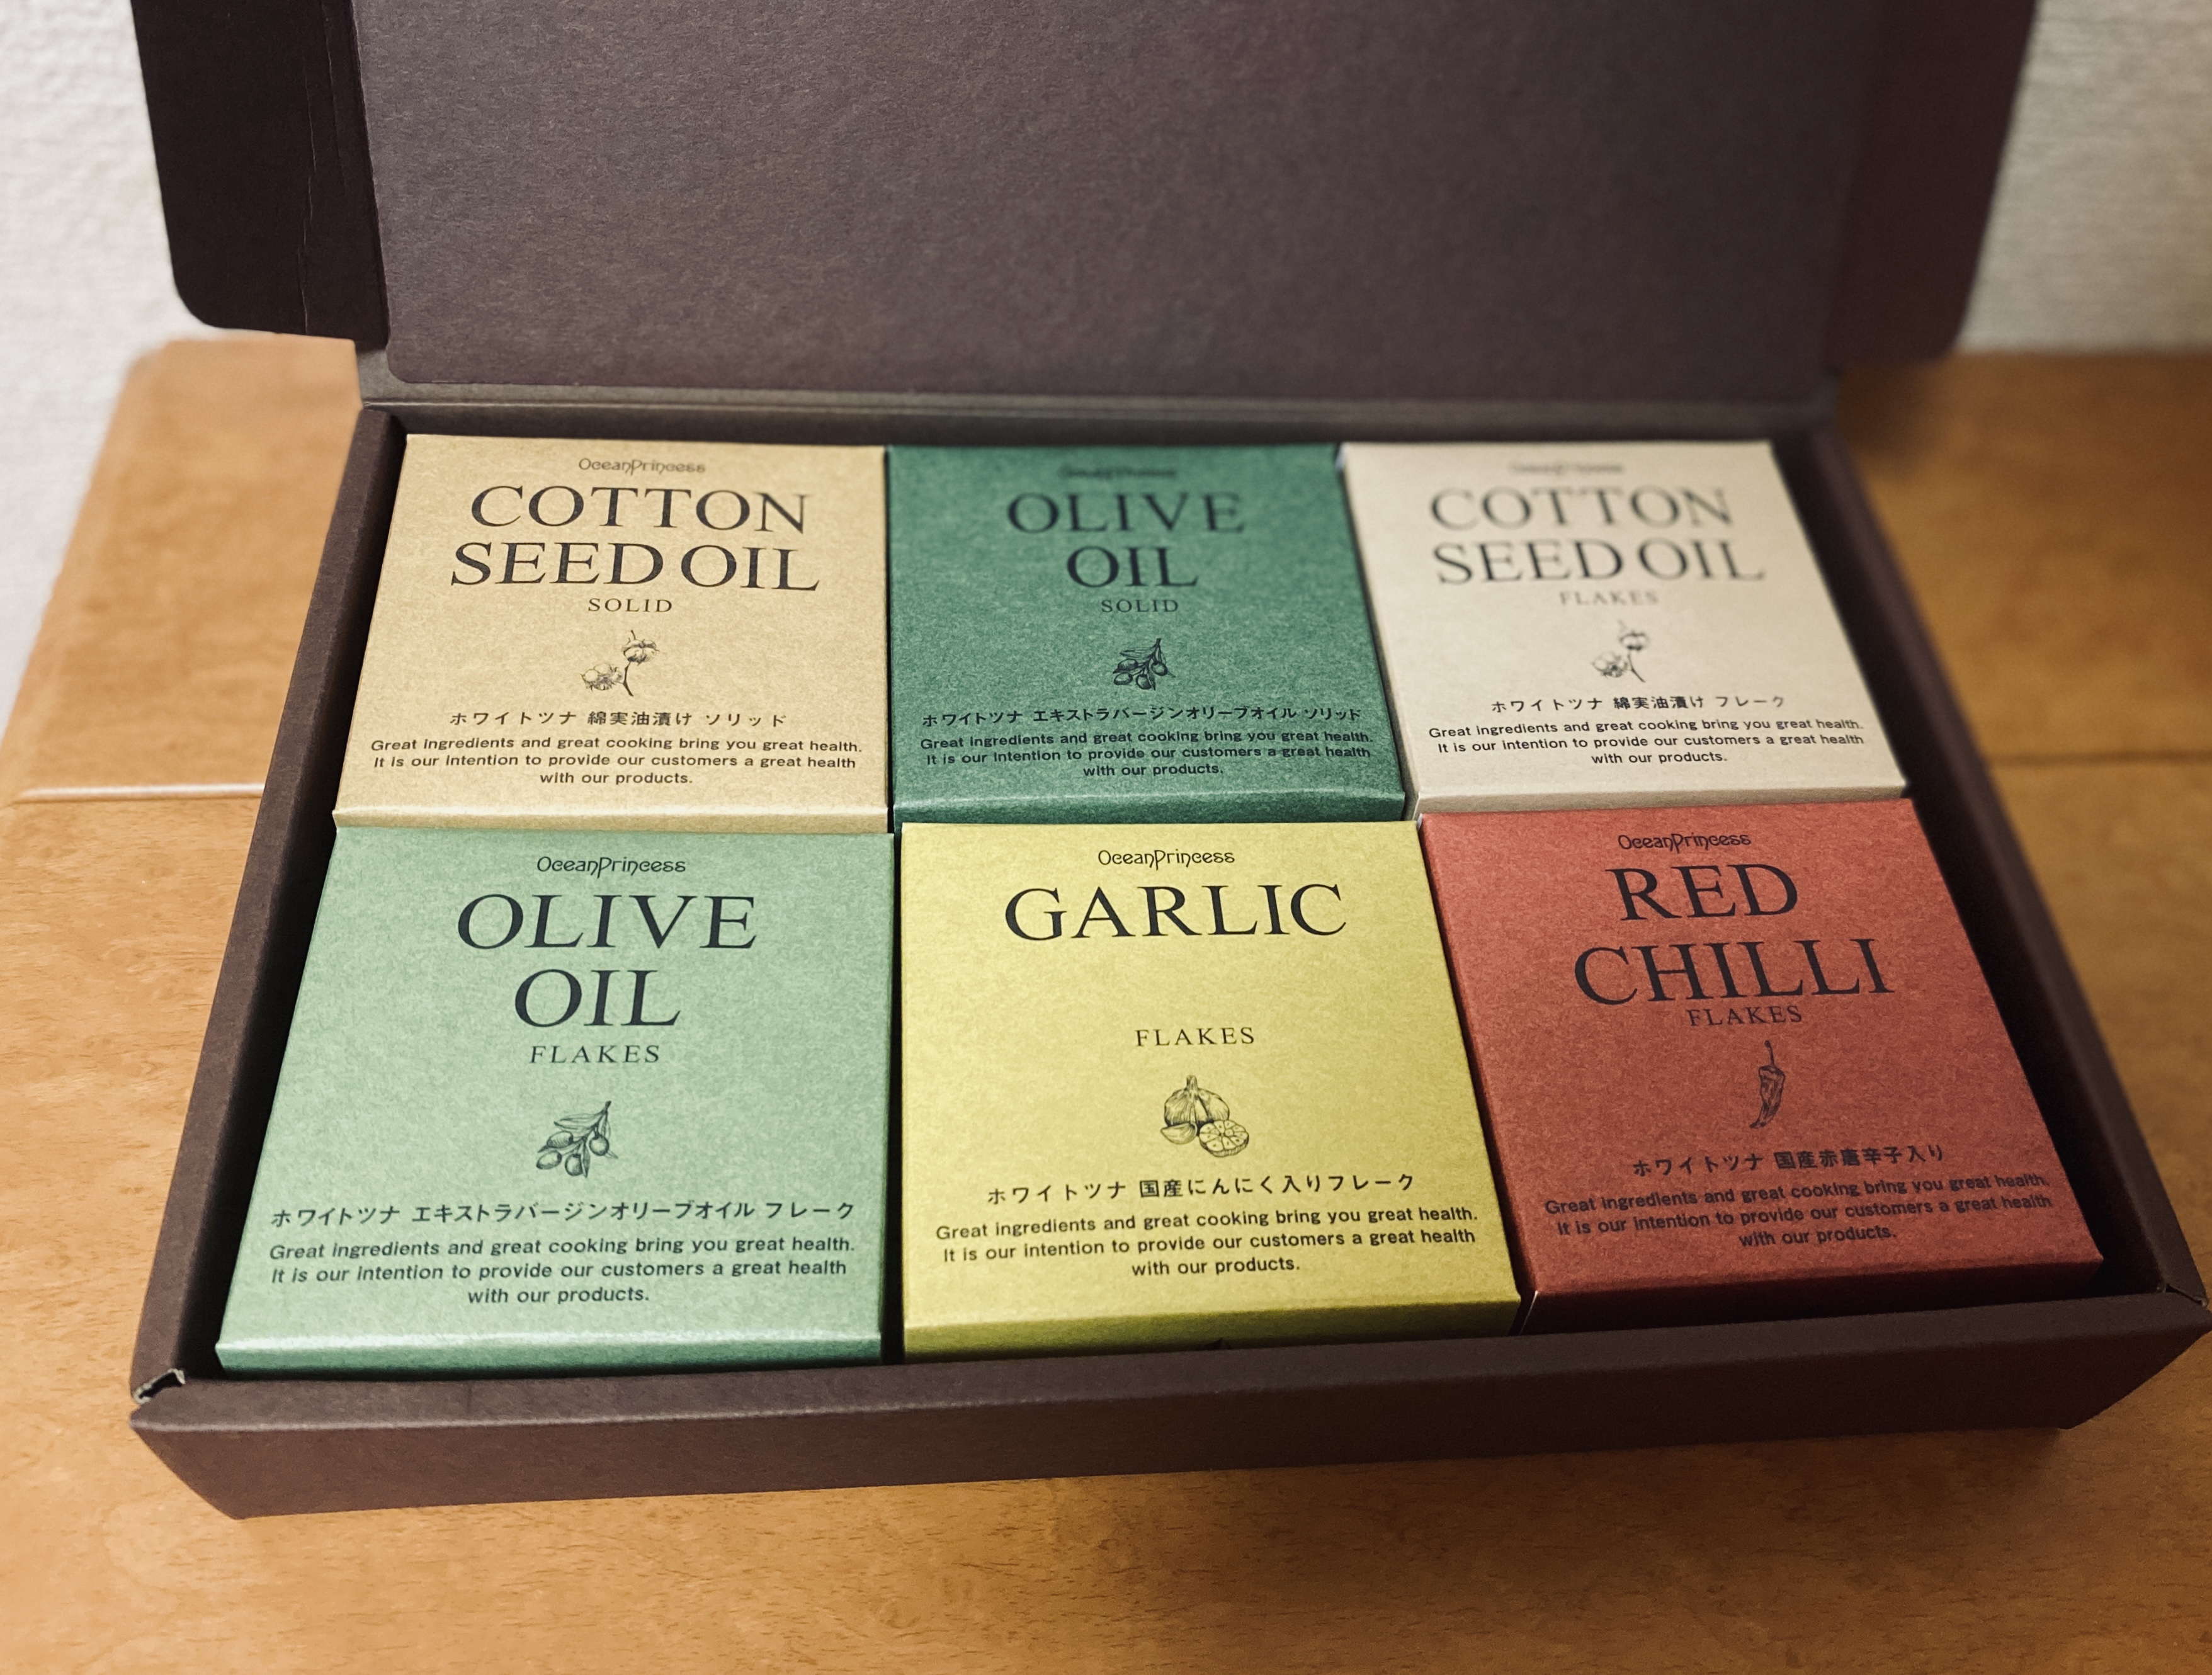 OceanPrincess
COTTON
SEED OIL
SOLID
ホワイトツナ 綿実油漬け ソリッド
Great ingredients and great cooking bring you great health.
It is our intention to provide our customers a great health
with our products.
OceanPrincess
OLIVE
OIL
SOLID
ホワイトツナ エキストラバージンオリーブオイル ソリッド
Great ingredients and great cooking bring you great health.
It is our intention to provide our customers a great health
with our products.
OceanPrincess
COTTON
SEED OIL
FLAKES
ホワイトツナ 綿実油漬け フレーク
Great ingredients and great cooking bring you great health.
It is our intention to provide our customers a great health
with our products.
OceanPrincess
OLIVE
OIL
FLAKES
ホワイトツナ エキストラバージンオリーブオイル フレーク
Great ingredients and great cooking bring you great health.
It is our intention to provide our customers a great health
with our products.
OceanPrincess
GARLIC
FLAKES
ホワイトツナ 国産にんにく入りフレーク
Great ingredients and great cooking bring you great health.
It is our intention to provide our customers a great health
with our products.
OceanPrincess
RED
CHILLI
FLAKES
ホワイトツナ 国産赤唐辛子入り
Great ingredients and great cooking bring you great health.
It is our intention to provide our customers a great health
with our products.